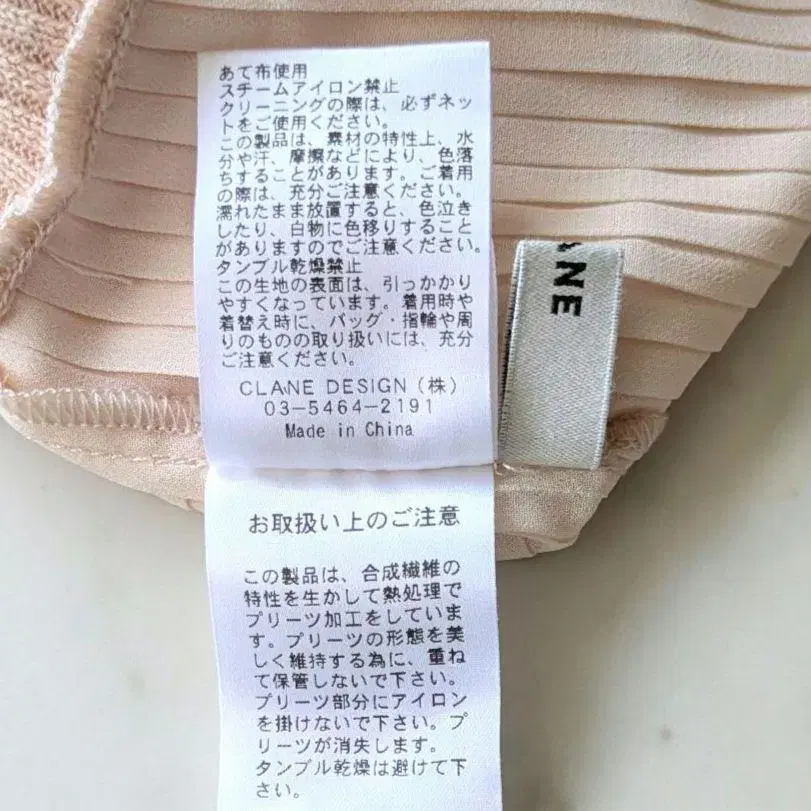 あて布使用
スチームアイロン禁止
クリーニングの際は、必ずネッ
トをご使用ください。
この製品は、素材の特性上、水
分や汗、摩擦などにより、色落
ちすることがあります。ご着用
の際は、充分ご注意ください。
濡れたまま放置すると、色泣き
したり、白物に色移りすること
がありますのでご注意ください。
タンブル乾燥禁止
この生地の表面は、引っかかり
やすくなっています。着用時や
着替え時に、バッグ・指輪や周
りのものの取り扱いには、充分
ご注意ください。
CLANE DESIGN (株)
03-5464-2191
Made in China
LANE
お取扱い上のご注意
この製品は、合成繊維の
特性を生かして熱処理で
プリーツ加工をしていま
す。プリーツの形態を美
しく維持する為に、重ね
て保管しないで下さい。
プリーツ部分にアイロン
を掛けないで下さい。プ
リーツが消失します。
タンブル乾燥は避けて下
さい。